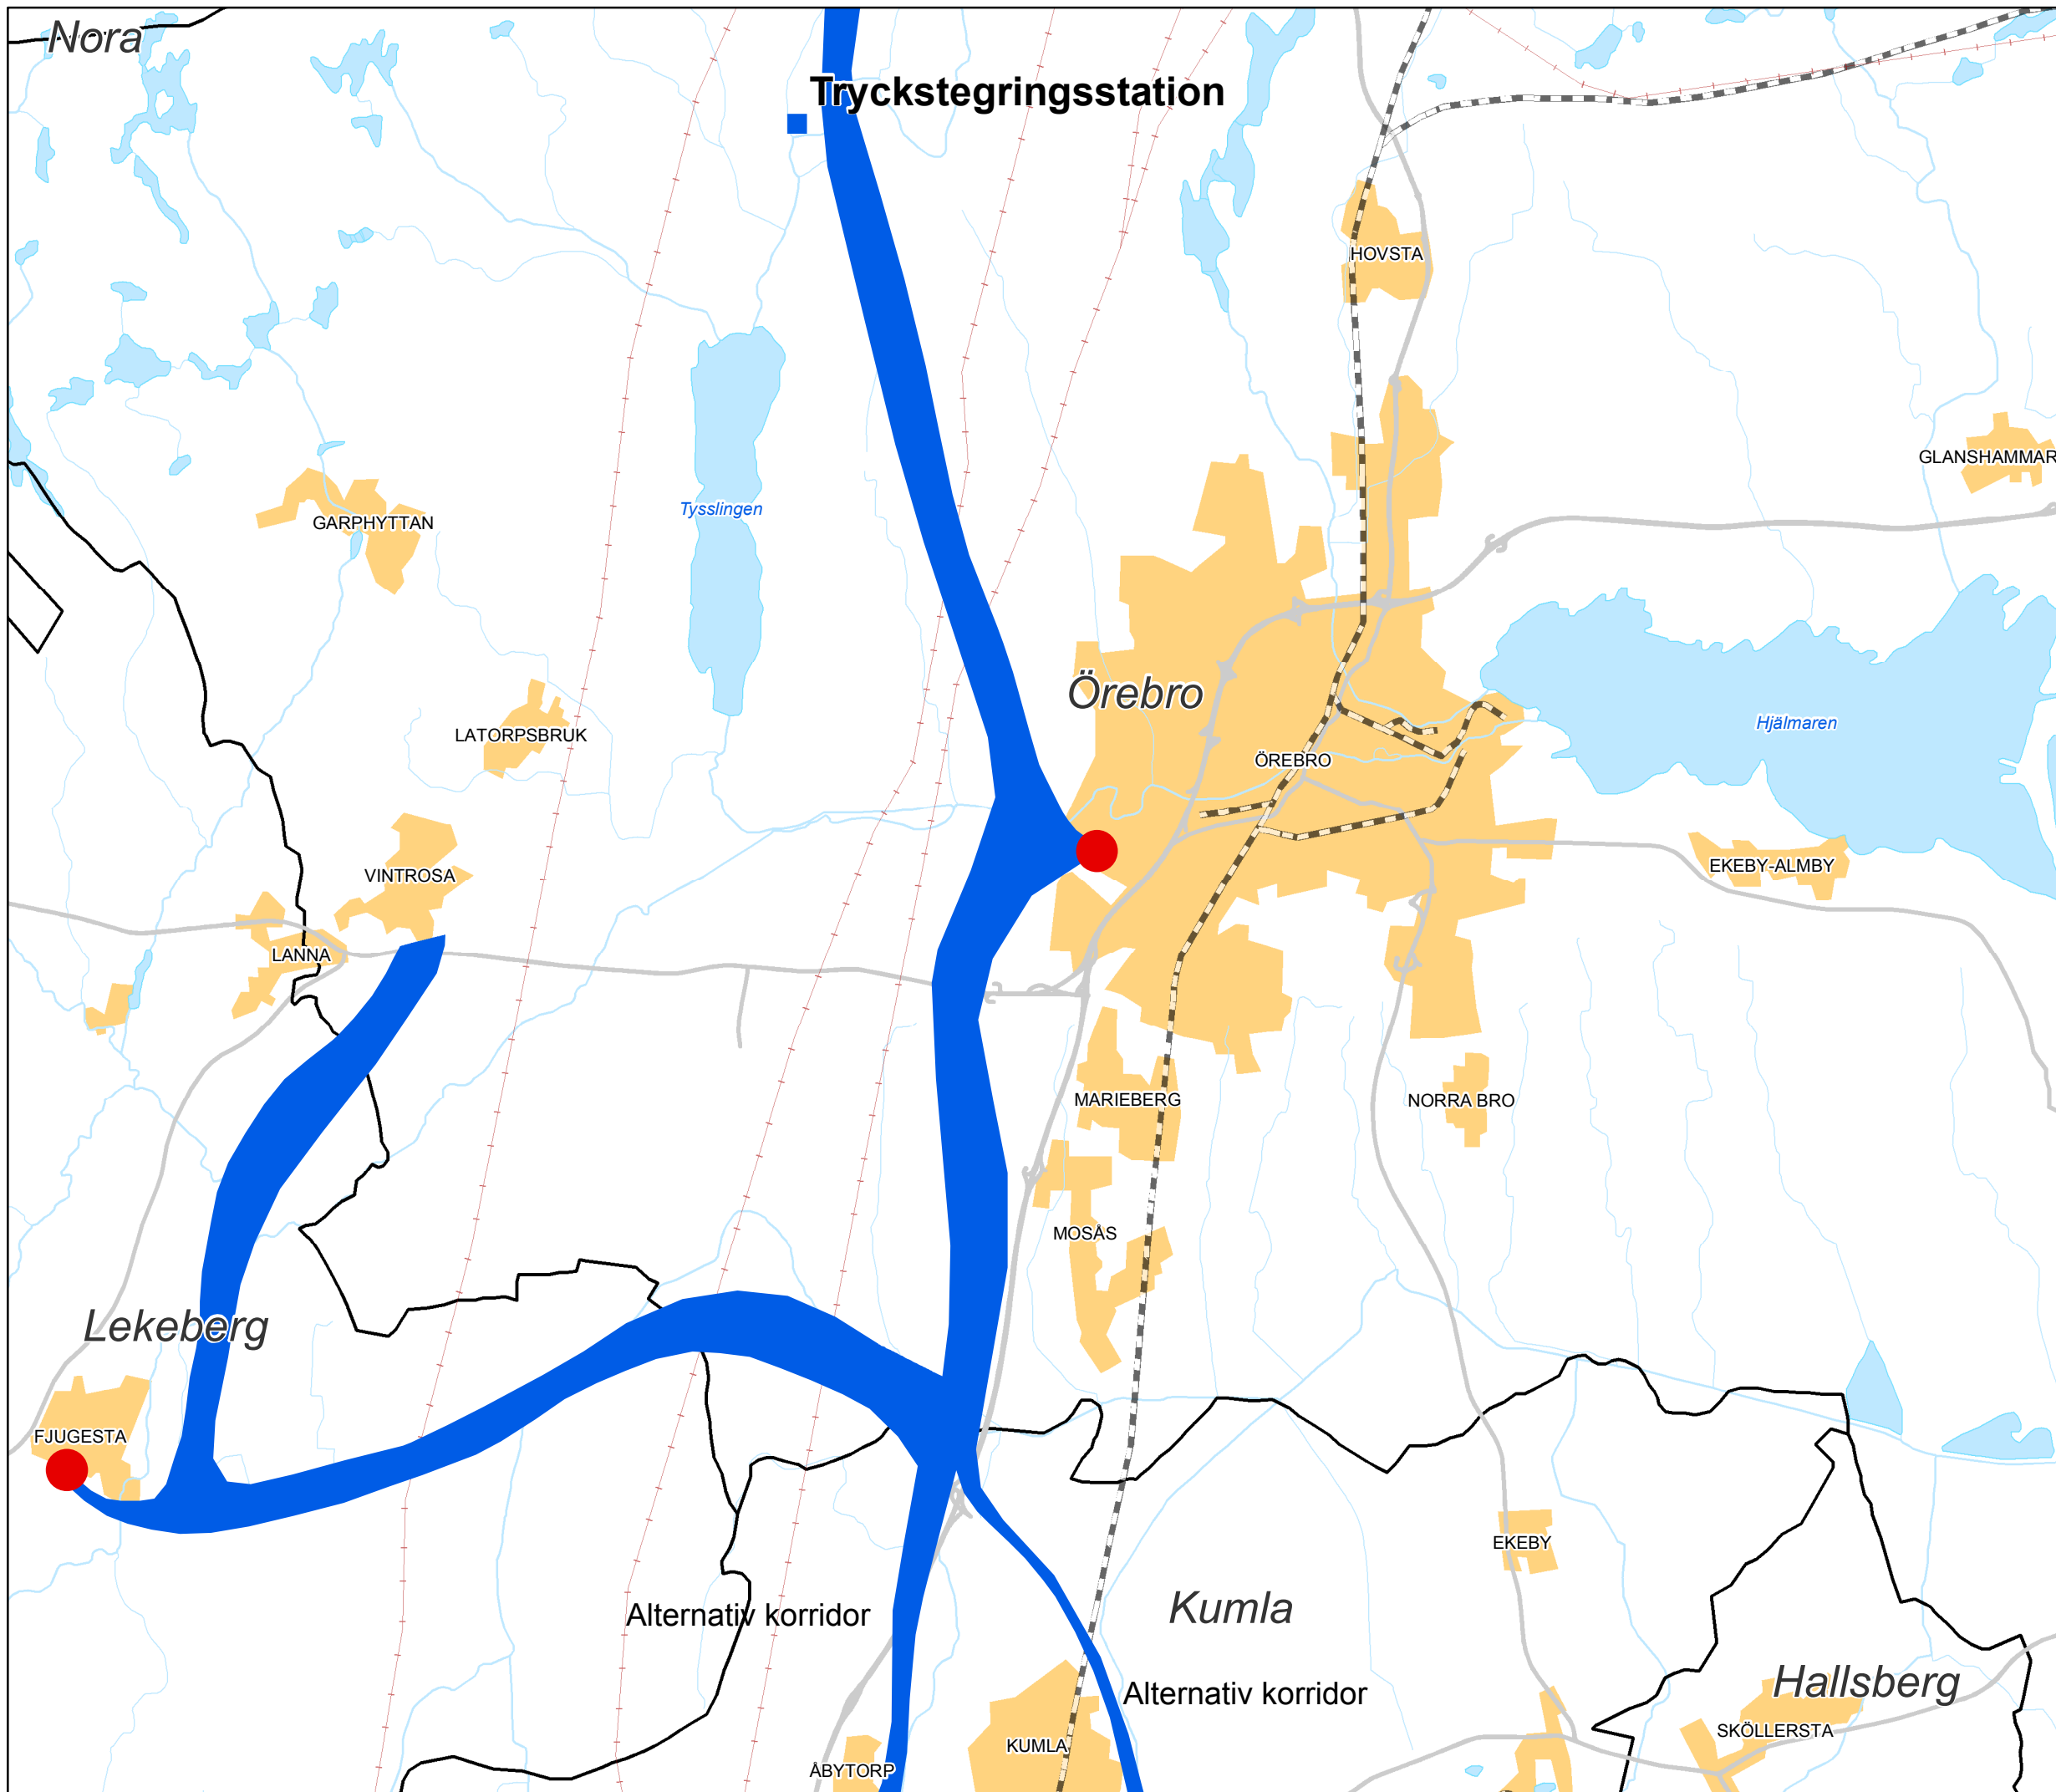 Nora
Tryckstegringsstation
HOVSTA
GLANSHAMMAR
Tysslingen
GARPHYTTAN
Örebro
Hjälmaren
LATORPSBRUK
ÖREBRO
EKEBY-ALMBY
VINTROSA
LANNA
MARIEBERG
NORRA BRO
MOSÅS
Lekeberg
FJUGESTA
EKEBY
Kumla
Alternativ korridor
Hallsberg
Alternativ korridor
SKÖLLERSTA
KUMLA
ÅBYTORP